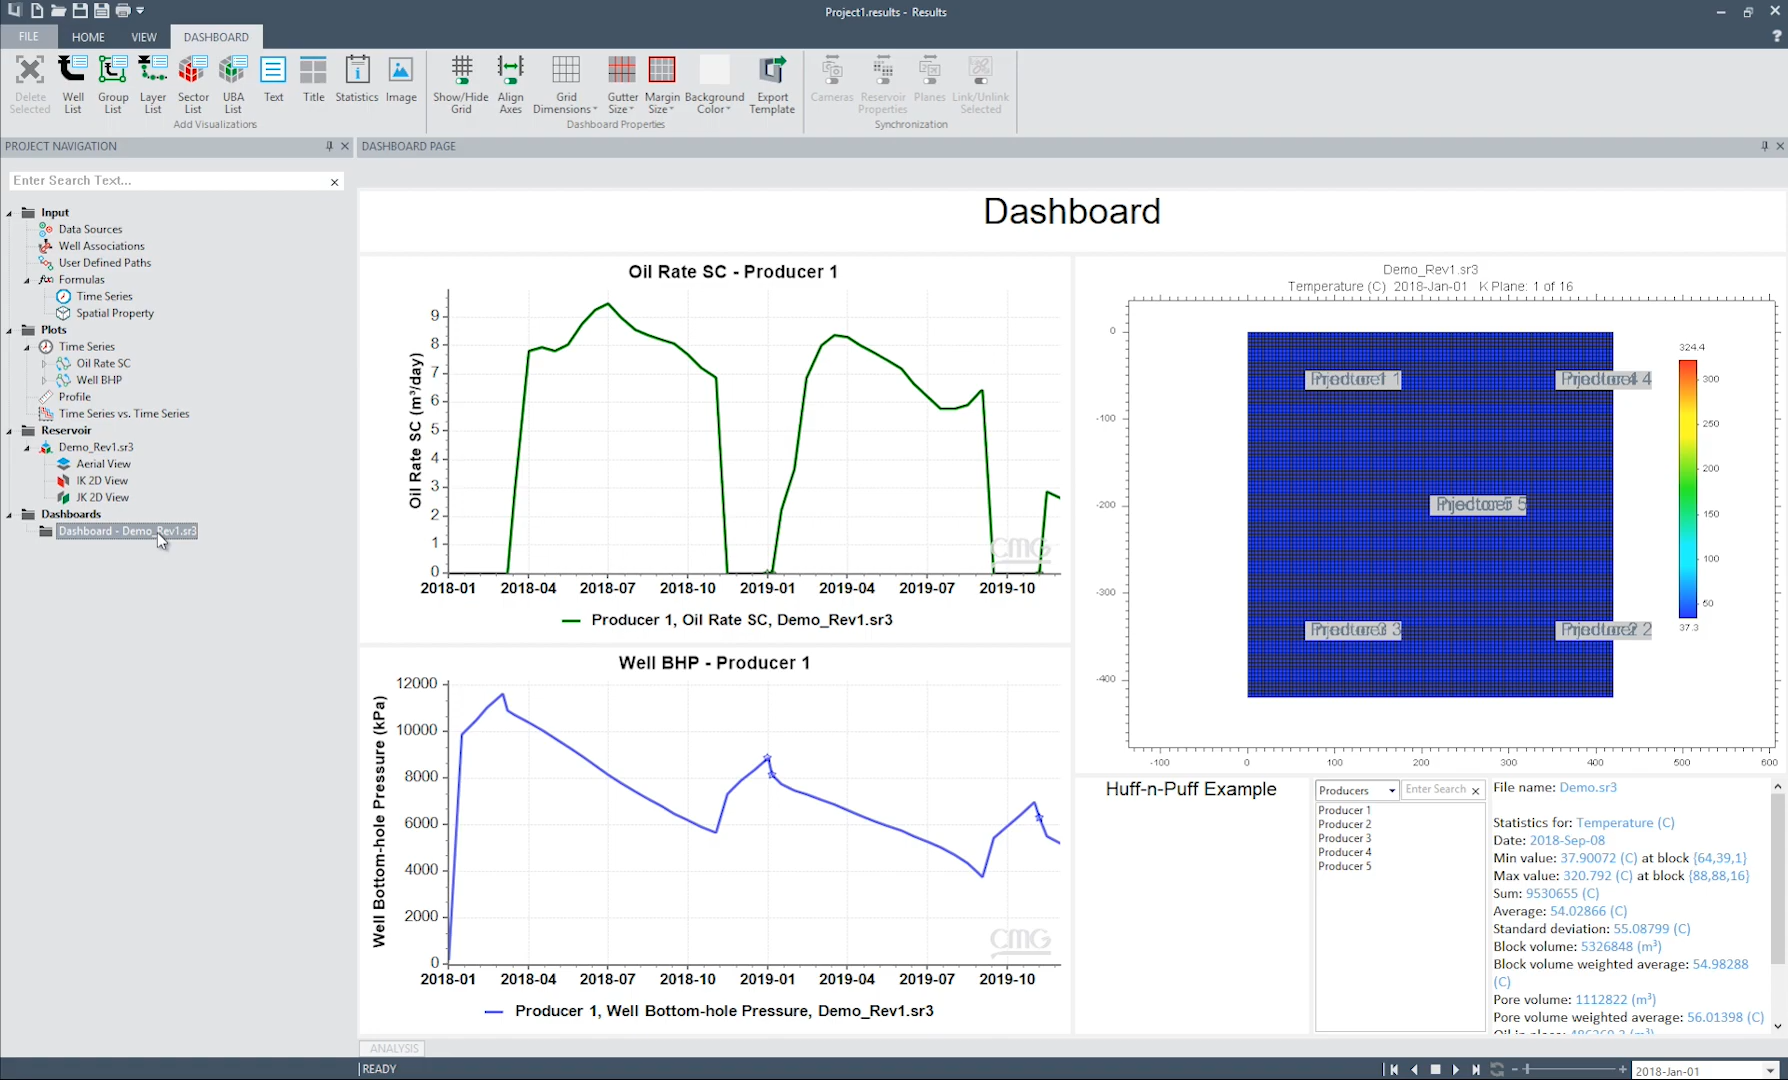 Project1.results - Results
FILE
HOME
VIEW
DASHBOARD
Delete Selected
Well List
Group List
Layer List
Sector List
UBA List
Text
Title
Statistics
Image
Add Visualizations
Show/Hide Grid
Align Axes
Grid Dimensions
Gutter Size
Margin Size
Background Color
Export Template
Dashboard Properties
Cameras
Reservoir Properties
Planes
Link/Unlink Selected
Synchronization
PROJECT NAVIGATION
DASHBOARD PAGE
Enter Search Text...
Input
Data Sources
Well Associations
User Defined Paths
f(x) Formulas
Time Series
Spatial Property
Plots
Time Series
Oil Rate SC
Well BHP
Profile
Time Series vs. Time Series
Reservoir
Demo_Rev1.sr3
Aerial View
IK 2D View
JK 2D View
Dashboards
Dashboard - Demo_Rev1.sr3
Dashboard
Oil Rate SC - Producer 1
Oil Rate SC (m³/day)
9
8
7
6
5
4
3
2
1
0
2018-01 2018-04 2018-07 2018-10 2019-01 2019-04 2019-07 2019-10
CMG
Producer 1, Oil Rate SC, Demo_Rev1.sr3
Well BHP - Producer 1
Well Bottom-hole Pressure (kPa)
12000
10000
8000
6000
4000
2000
0
2018-01 2018-04 2018-07 2018-10 2019-01 2019-04 2019-07 2019-10
CMG
Producer 1, Well Bottom-hole Pressure, Demo_Rev1.sr3
Demo_Rev1.sr3
Temperature (C) 2018-Jan-01 K Plane: 1 of 16
0
-100
-200
-300
-400
-100 0 100 200 300 400 500 600
324.4
300
250
200
150
100
50
37.3
Huff-n-Puff Example
Producers
Enter Search
Producer 1
Producer 2
Producer 3
Producer 4
Producer 5
File name: Demo.sr3
Statistics for: Temperature (C)
Date: 2018-Sep-08
Min value: 37.90072 (C) at block {64,39,1}
Max value: 320.792 (C) at block {88,88,16}
Sum: 9530655 (C)
Average: 54.02866 (C)
Standard deviation: 55.08799 (C)
Block volume: 5326848 (m³)
Block volume weighted average: 54.98288
(C)
Pore volume: 1112822 (m³)
Pore volume weighted average: 56.01398 (C)
ANALYSIS
READY
2018-Jan-01